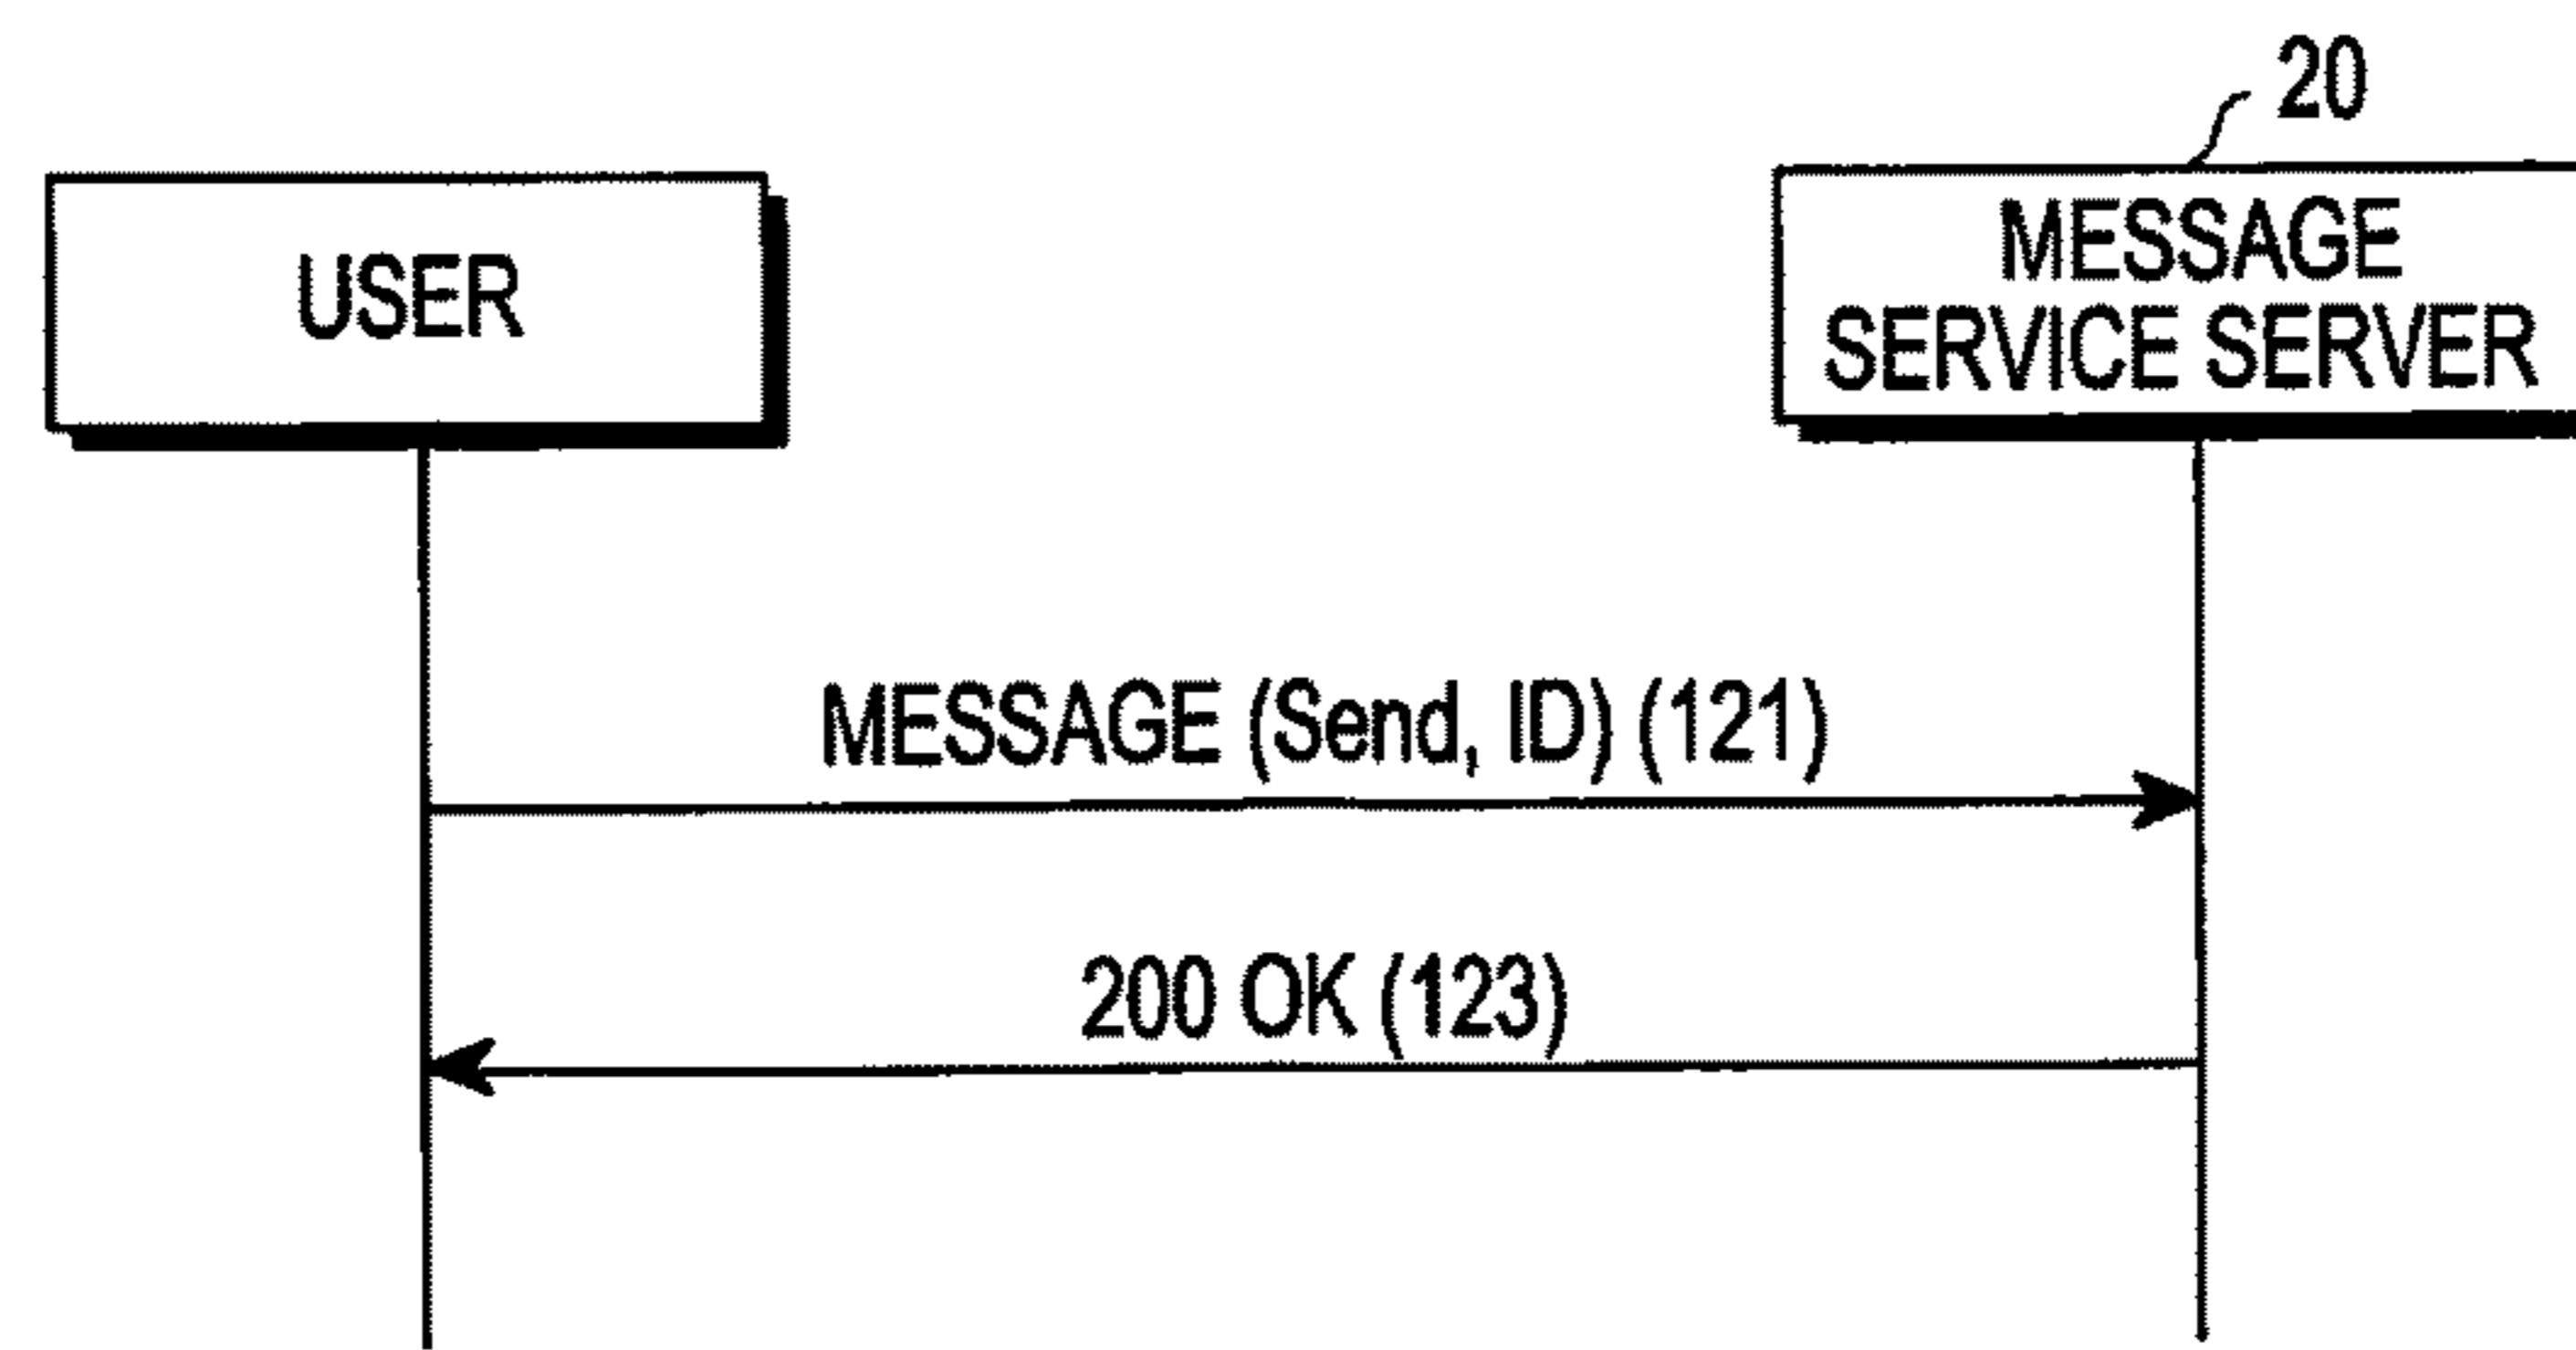 20
USER
MESSAGE
SERVICE SERVER
MESSAGE (Send, ID) (121)
200 OK (123)